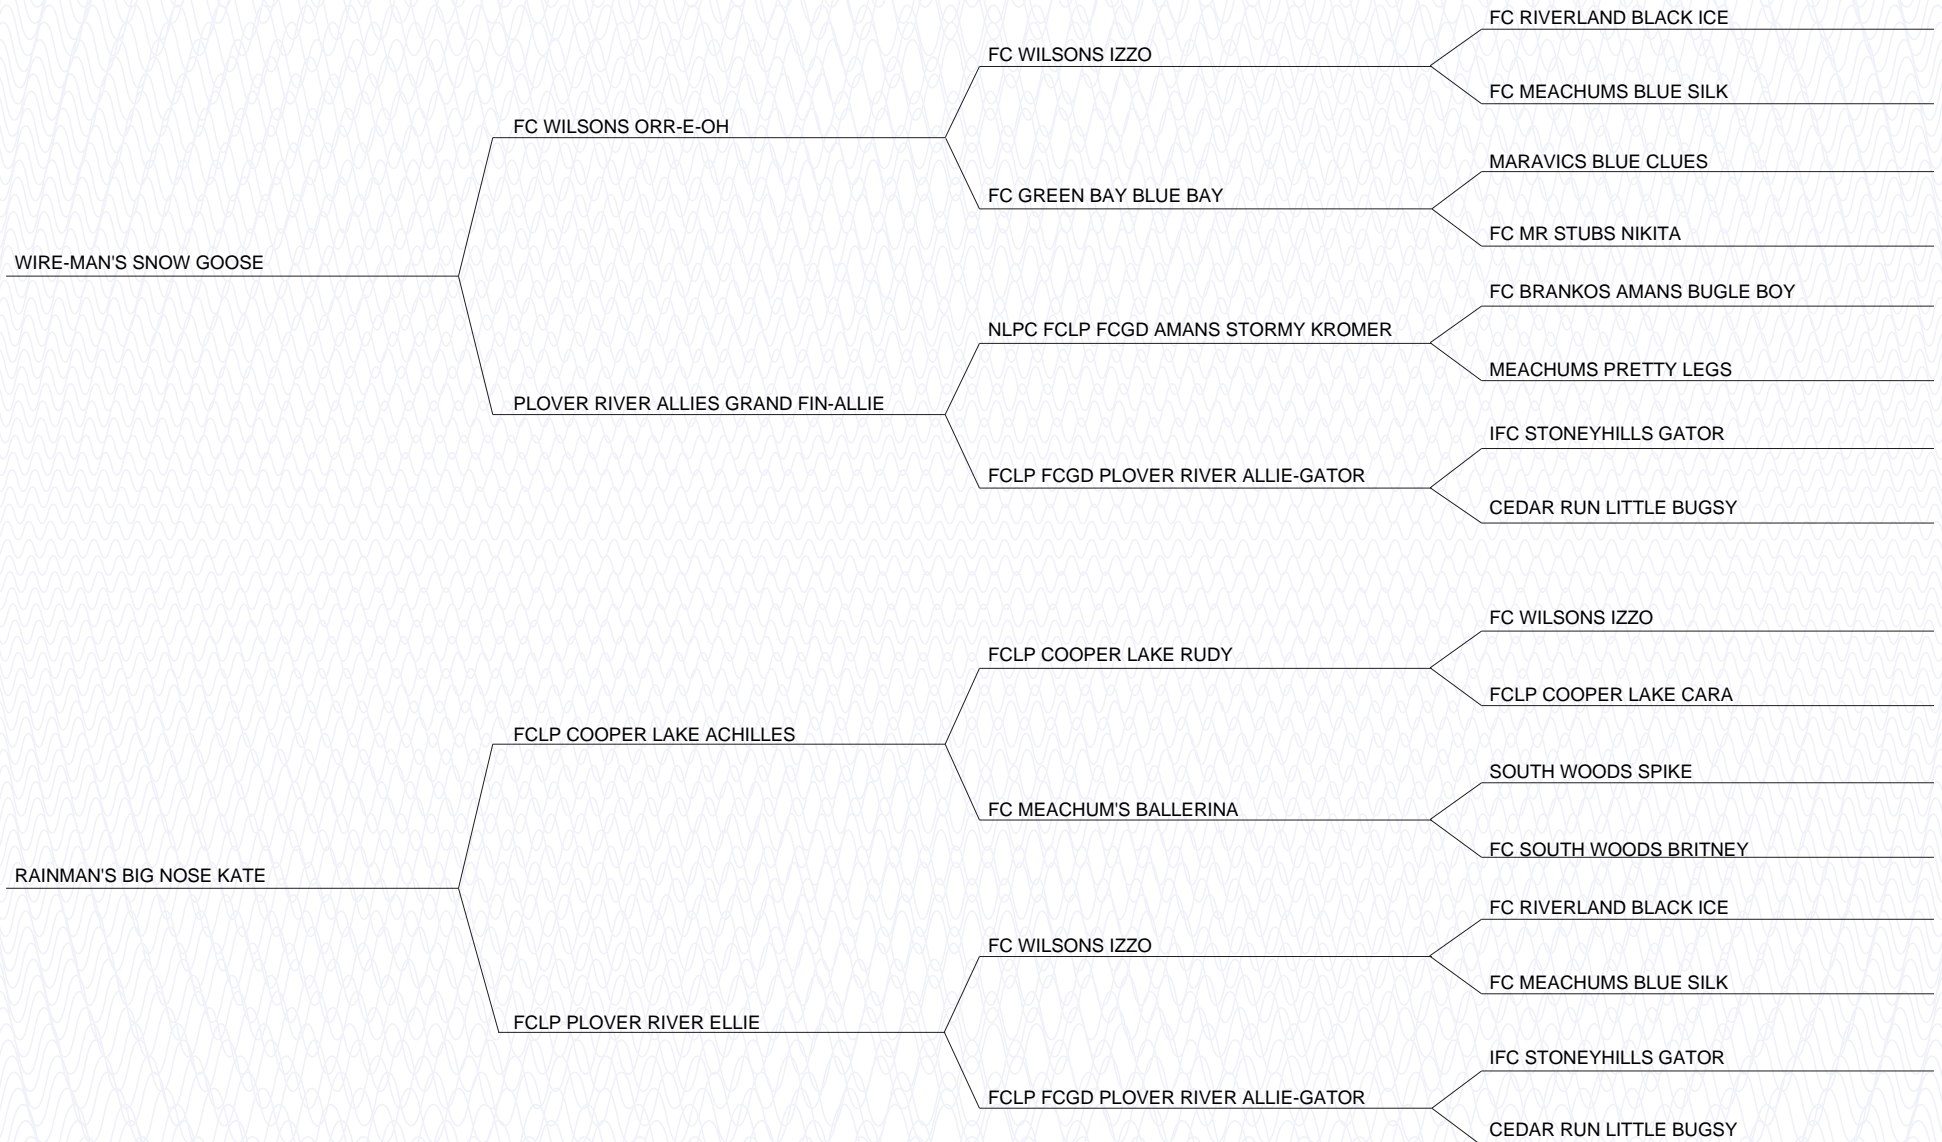 FC RIVERLAND BLACK ICE
FC WILSONS IZZO
FC MEACHUMS BLUE SILK
FC WILSONS ORR-E-OH
MARAVICS BLUE CLUES
FC GREEN BAY BLUE BAY
FC MR STUBS NIKITA
WIRE-MAN'S SNOW GOOSE
FC BRANKOS AMANS BUGLE BOY
NLPC FCLP FCGD AMANS STORMY KROMER
MEACHUMS PRETTY LEGS
PLOVER RIVER ALLIES GRAND FIN-ALLIE
IFC STONEYHILLS GATOR
FCLP FCGD PLOVER RIVER ALLIE-GATOR
CEDAR RUN LITTLE BUGSY
FC WILSONS IZZO
FCLP COOPER LAKE RUDY
FCLP COOPER LAKE CARA
FCLP COOPER LAKE ACHILLES
SOUTH WOODS SPIKE
FC MEACHUM'S BALLERINA
FC SOUTH WOODS BRITNEY
RAINMAN'S BIG NOSE KATE
FC RIVERLAND BLACK ICE
FC WILSONS IZZO
FC MEACHUMS BLUE SILK
FCLP PLOVER RIVER ELLIE
IFC STONEYHILLS GATOR
FCLP FCGD PLOVER RIVER ALLIE-GATOR
CEDAR RUN LITTLE BUGSY